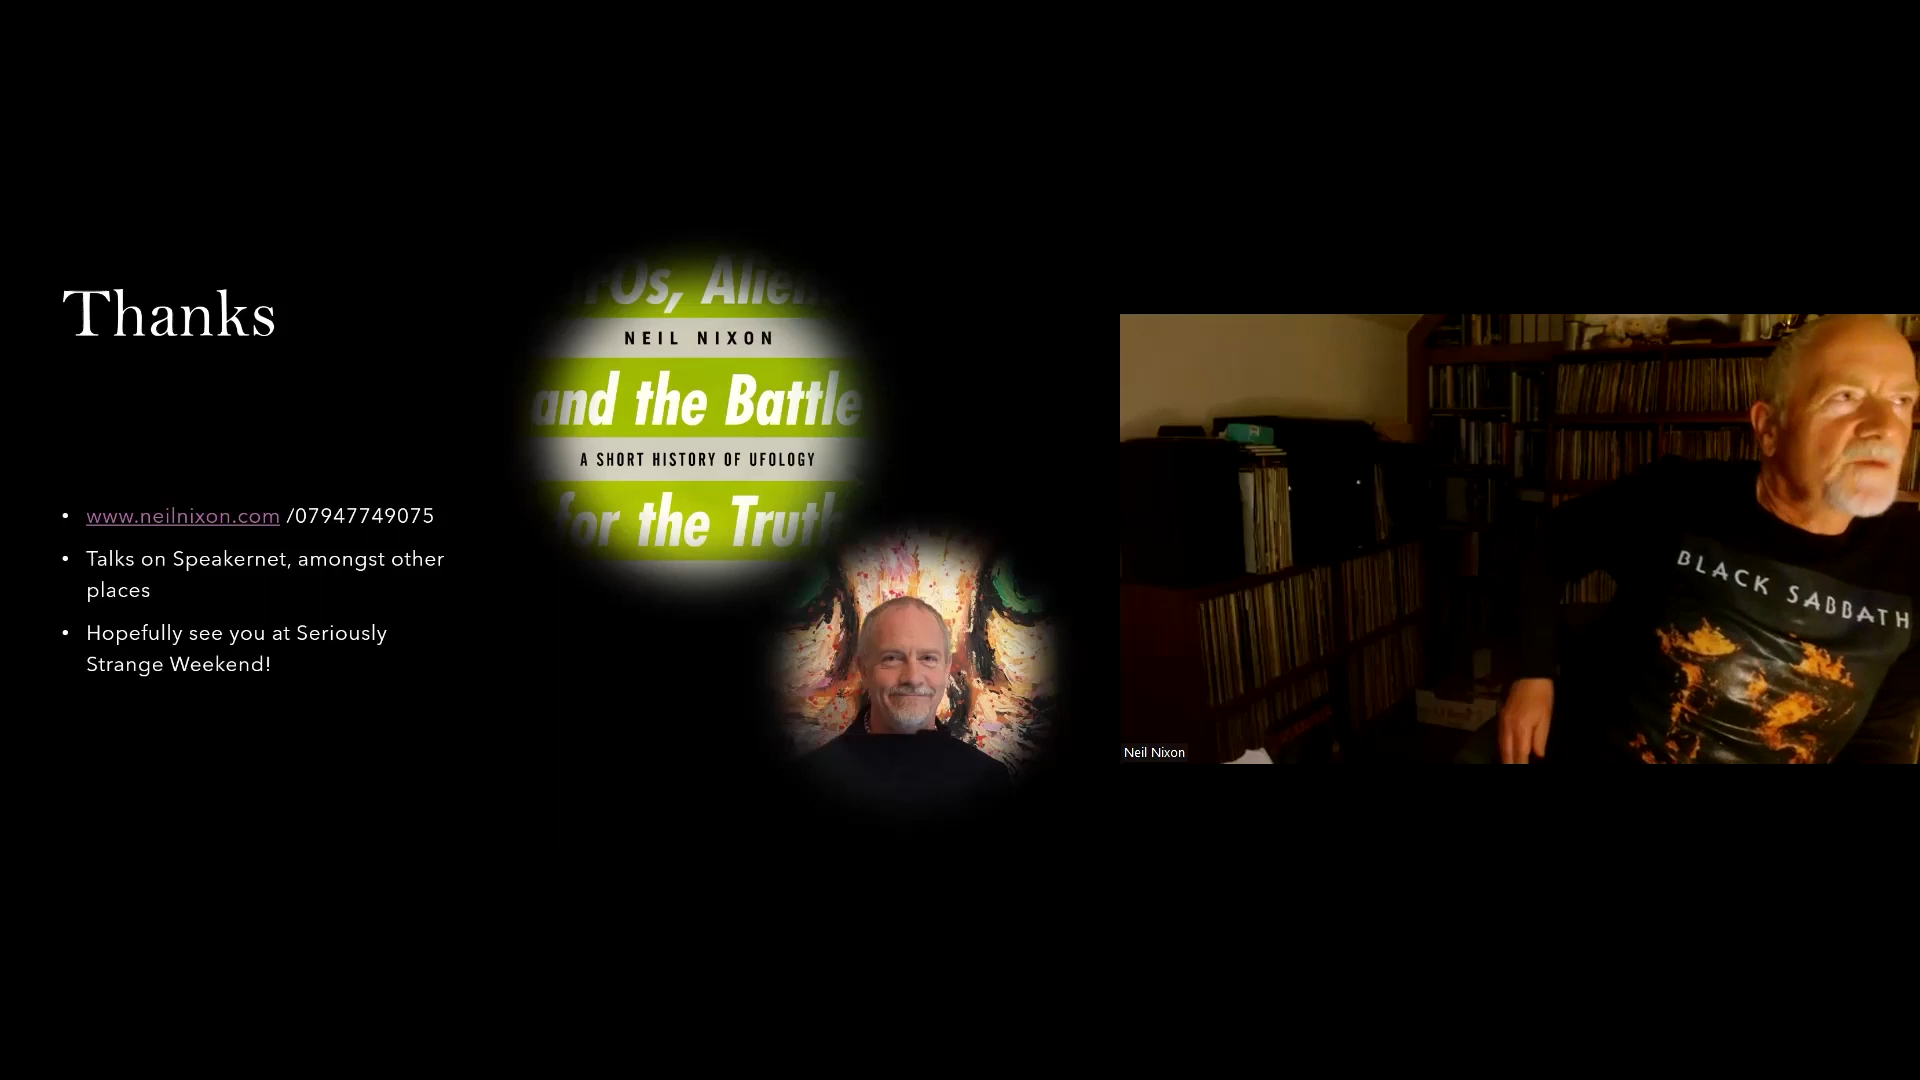 Thanks
• www.neilnixon.com /07947749075
• Talks on Speakernet, amongst other
places
• Hopefully see you at Seriously
Strange Weekend!
NEIL NIXON
and the Battle
A SHORT HISTORY OF UFOLOGY
for the Truth
BLACK SABBATH
Neil Nixon